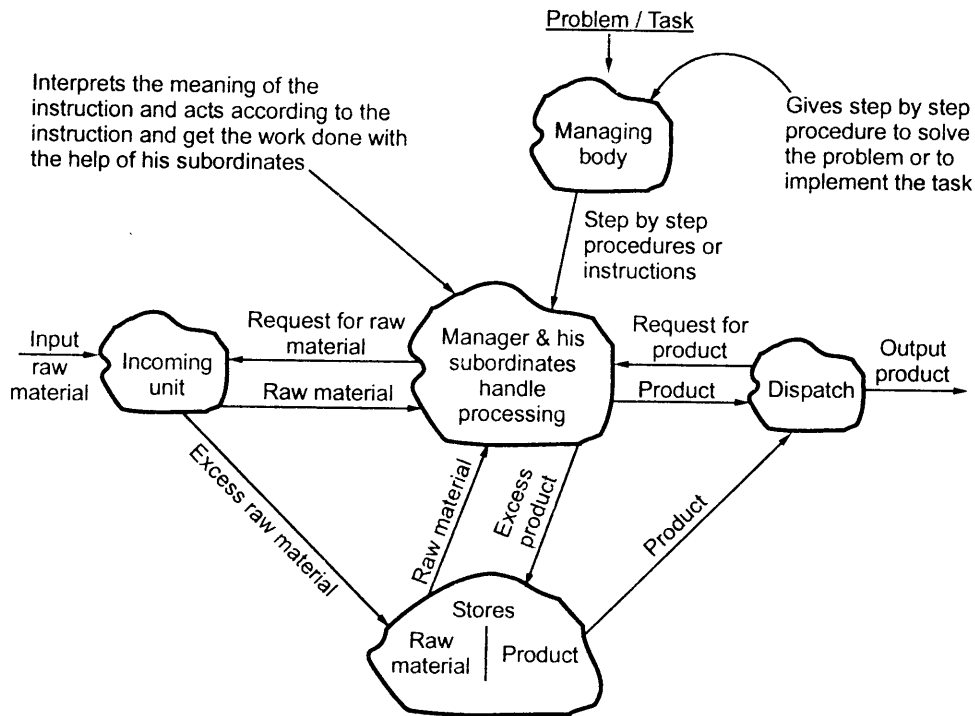 Problem / Task
Interprets the meaning of the
instruction and acts according to the
instruction and get the work done with
the help of his subordinates
Managing
body
Gives step by step
procedure to solve
the problem or to
implement the task
Step by step
procedures or
instructions
Input
raw
material
Incoming
unit
Request for raw
material
Raw material
Manager & his
subordinates
handle
processing
Request for
product
Product
Dispatch
Output
product
Excess raw material
Raw material
Excess
product
Product
Stores
Raw
material
Product